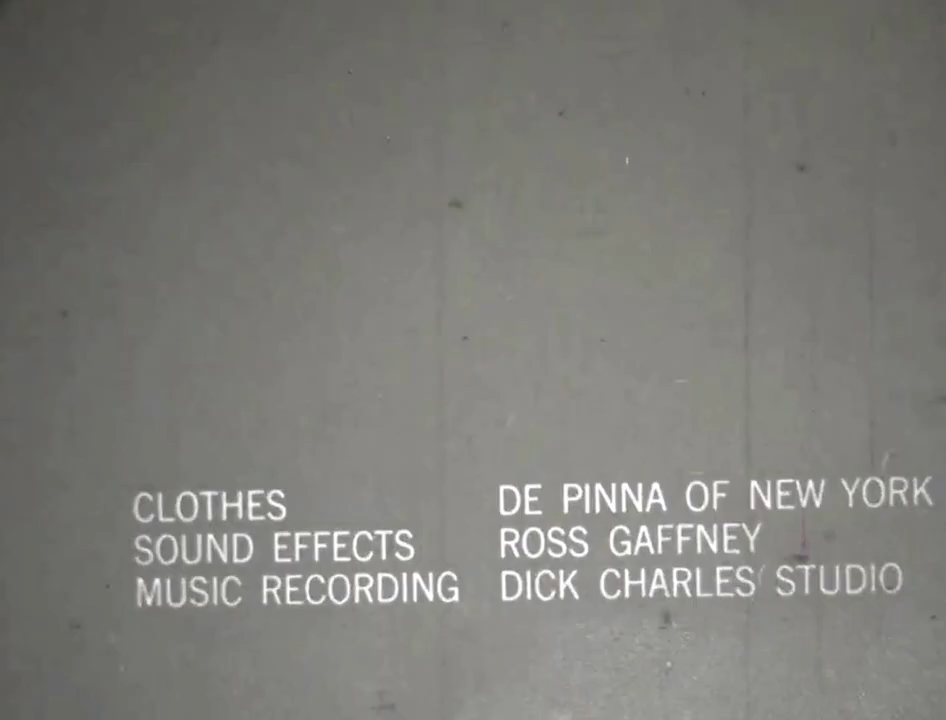 CLOTHES DE PINNA OF NEW YORK
SOUND EFFECTS ROSS GAFFNEY
MUSIC RECORDING DICK CHARLES STUDIO